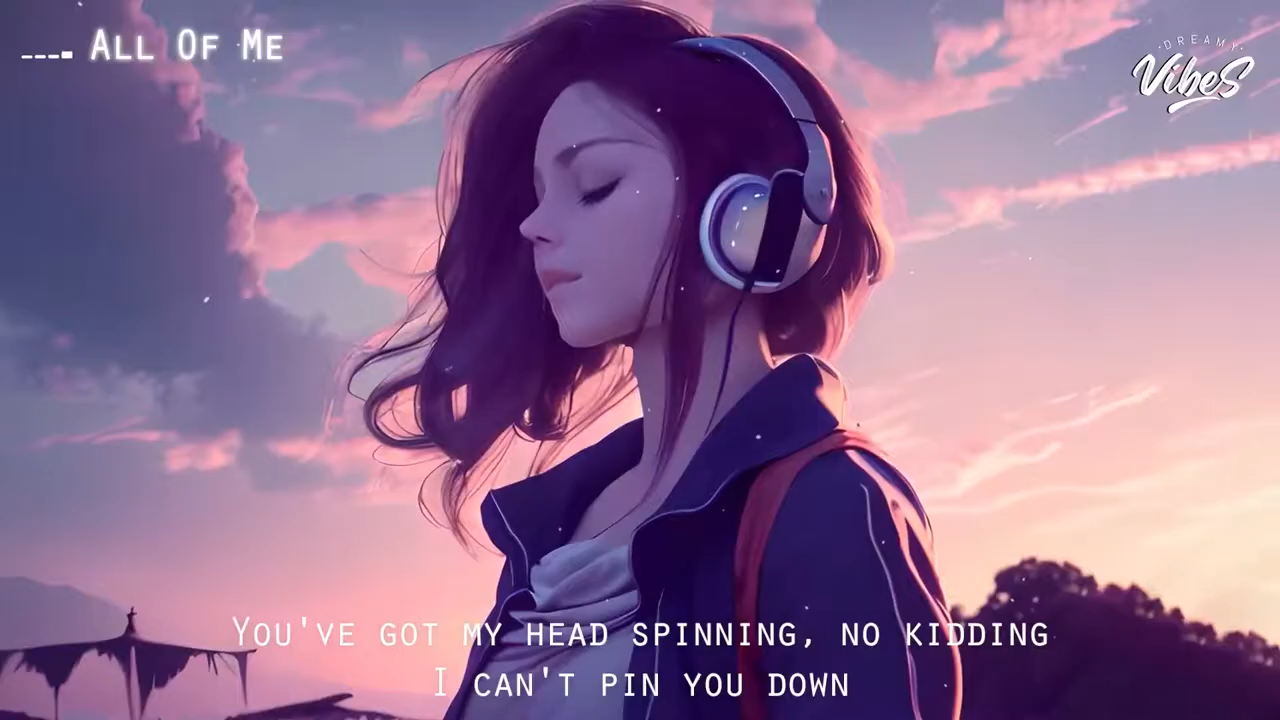 All Of Me
DREAMY
Vibes
You've got my head spinning, no kidding
I can't pin you down